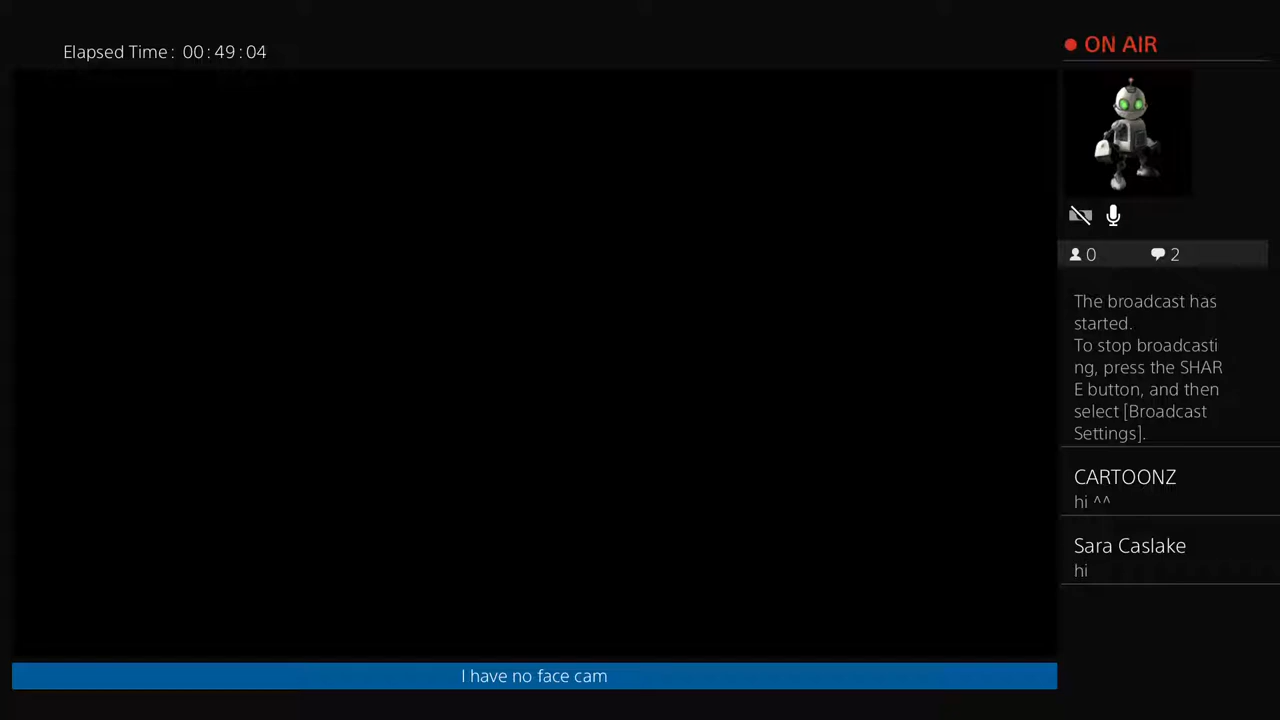 Elapsed Time: 00:49:04
ON AIR
0 2
The broadcast has
started.
To stop broadcasti
ng, press the SHAR
E button, and then
select [Broadcast
Settings].
CARTOONZ
hi ^^
Sara Caslake
hi
I have no face cam